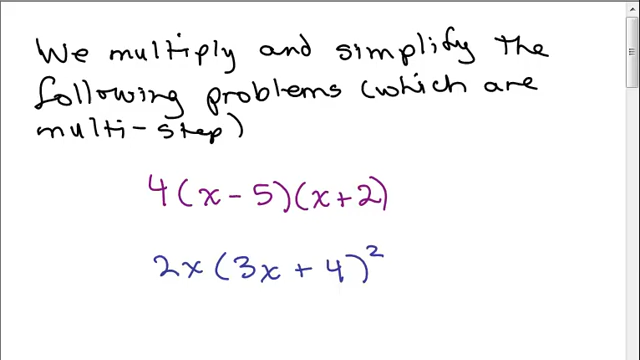 We multiply and simplify the
following problems (which are
multi-step)
4(x-5)(x+2)
2x(3x+4)²